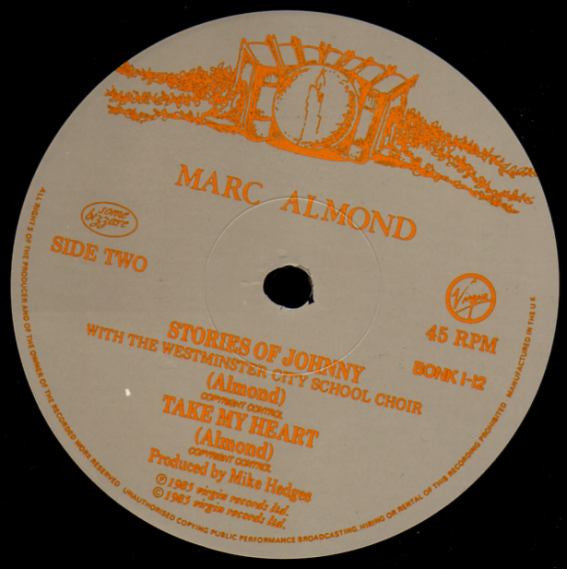 MARC ALMOND
some bizzare
SIDE TWO
Virgin
45 RPM
BONK 1-12
STORIES OF JOHNNY
WITH THE WESTMINSTER CITY SCHOOL CHOIR
(Almond)
COPYRIGHT CONTROL
TAKE MY HEART
(Almond)
COPYRIGHT CONTROL
Produced by Mike Hedges
℗ 1985 virgin records ltd.
© 1985 virgin records ltd.
ALL RIGHTS OF THE PRODUCER AND OF THE OWNER OF THE RECORDED WORK RESERVED UNAUTHORISED COPYING PUBLIC PERFORMANCE BROADCASTING, HIRING OR RENTAL OF THIS RECORDING PROHIBITED MANUFACTURED IN THE U.K.